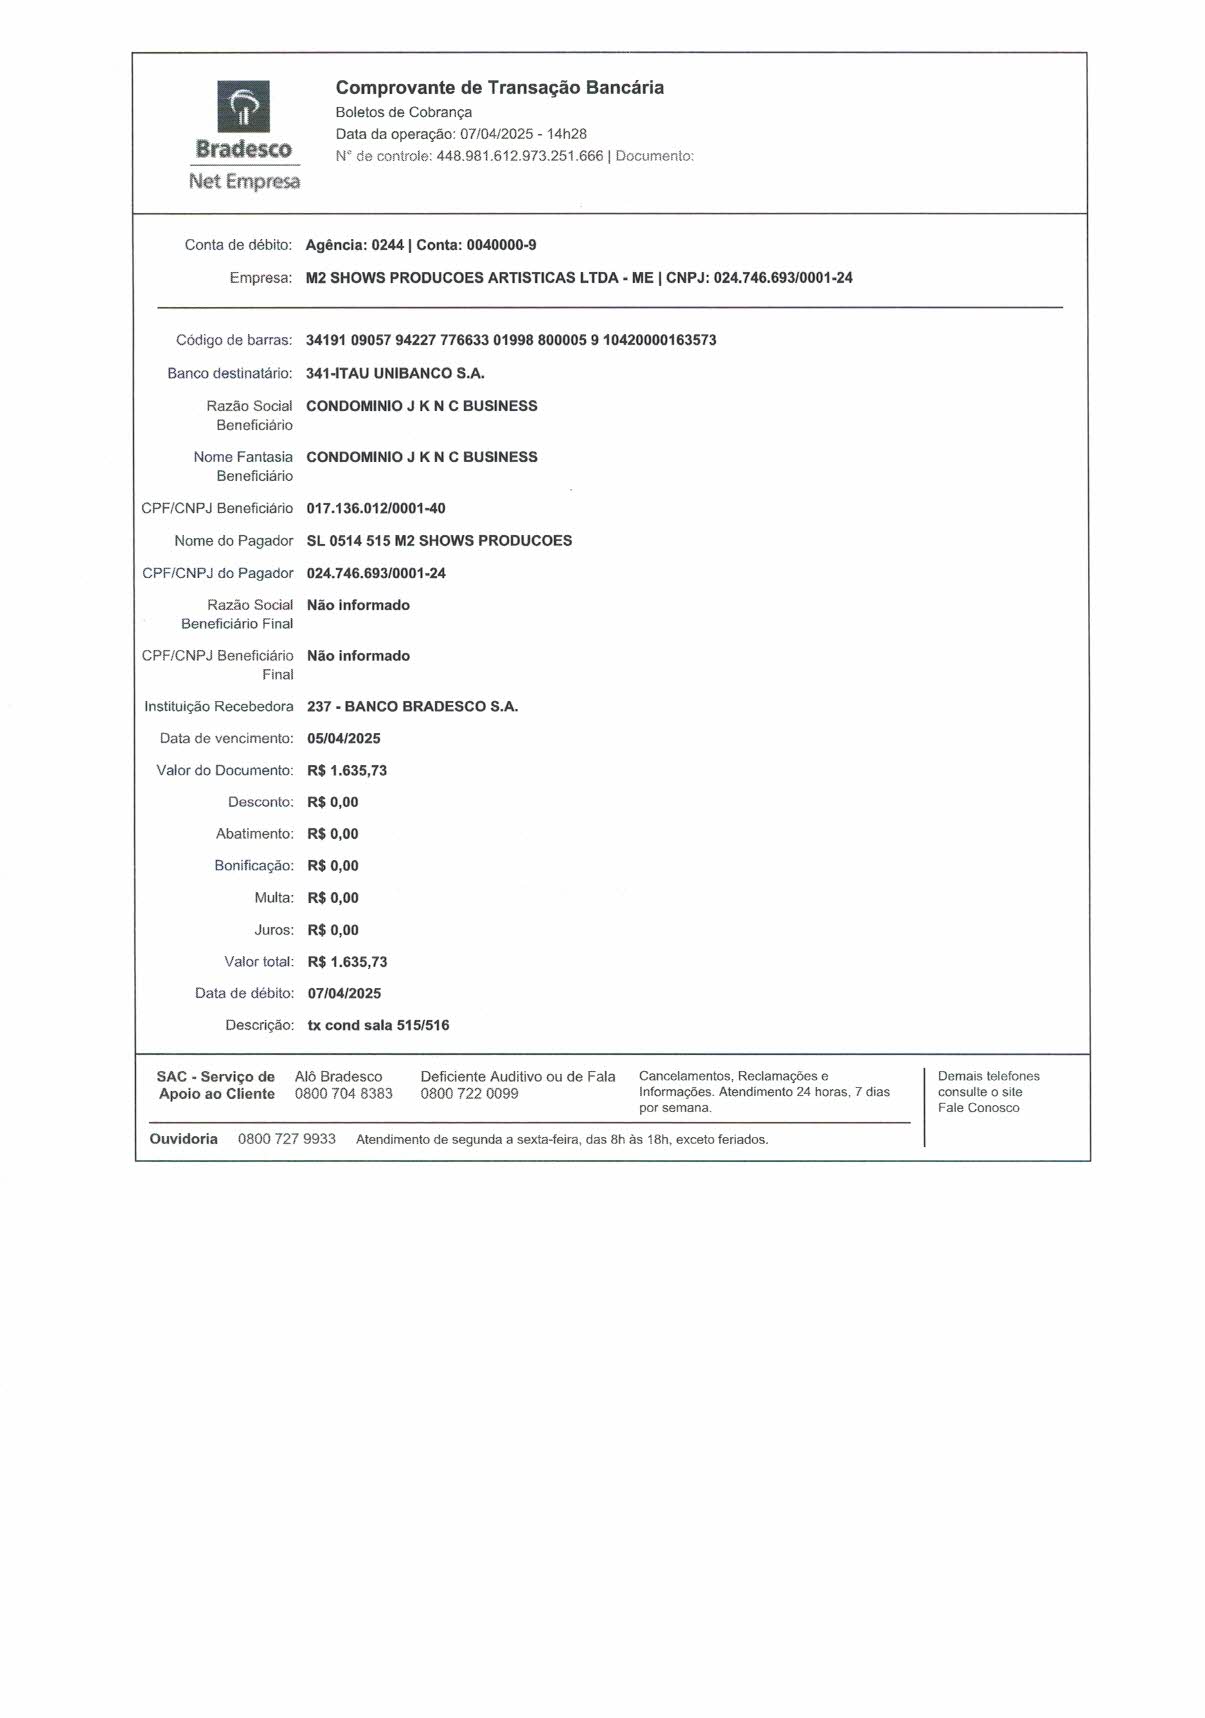 Bradesco
Net Empresa
Comprovante de Transação Bancária
Boletos de Cobrança
Data da operação: 07/04/2025 - 14h28
N° de controle: 448.981.612.973.251.666 | Documento:
Conta de débito: Agência: 0244 | Conta: 0040000-9
Empresa: M2 SHOWS PRODUCOES ARTISTICAS LTDA - ME | CNPJ: 024.746.693/0001-24
Código de barras: 34191 09057 94227 776633 01998 800005 9 10420000163573
Banco destinatário: 341-ITAU UNIBANCO S.A.
Razão Social CONDOMINIO J K N C BUSINESS
Beneficiário
Nome Fantasia CONDOMINIO J K N C BUSINESS
Beneficiário
CPF/CNPJ Beneficiário 017.136.012/0001-40
Nome do Pagador SL 0514 515 M2 SHOWS PRODUCOES
CPF/CNPJ do Pagador 024.746.693/0001-24
Razão Social Não informado
Beneficiário Final
CPF/CNPJ Beneficiário Não informado
Final
Instituição Recebedora 237 - BANCO BRADESCO S.A.
Data de vencimento: 05/04/2025
Valor do Documento: R$ 1.635,73
Desconto: R$ 0,00
Abatimento: R$ 0,00
Bonificação: R$ 0,00
Multa: R$ 0,00
Juros: R$ 0,00
Valor total: R$ 1.635,73
Data de débito: 07/04/2025
Descrição: tx cond sala 515/516
SAC - Serviço de
Apoio ao Cliente
Alô Bradesco
0800 704 8383
Deficiente Auditivo ou de Fala
0800 722 0099
Cancelamentos, Reclamações e
Informações. Atendimento 24 horas, 7 dias
por semana.
Demais telefones
consulte o site
Fale Conosco
Ouvidoria 0800 727 9933 Atendimento de segunda a sexta-feira, das 8h às 18h, exceto feriados.